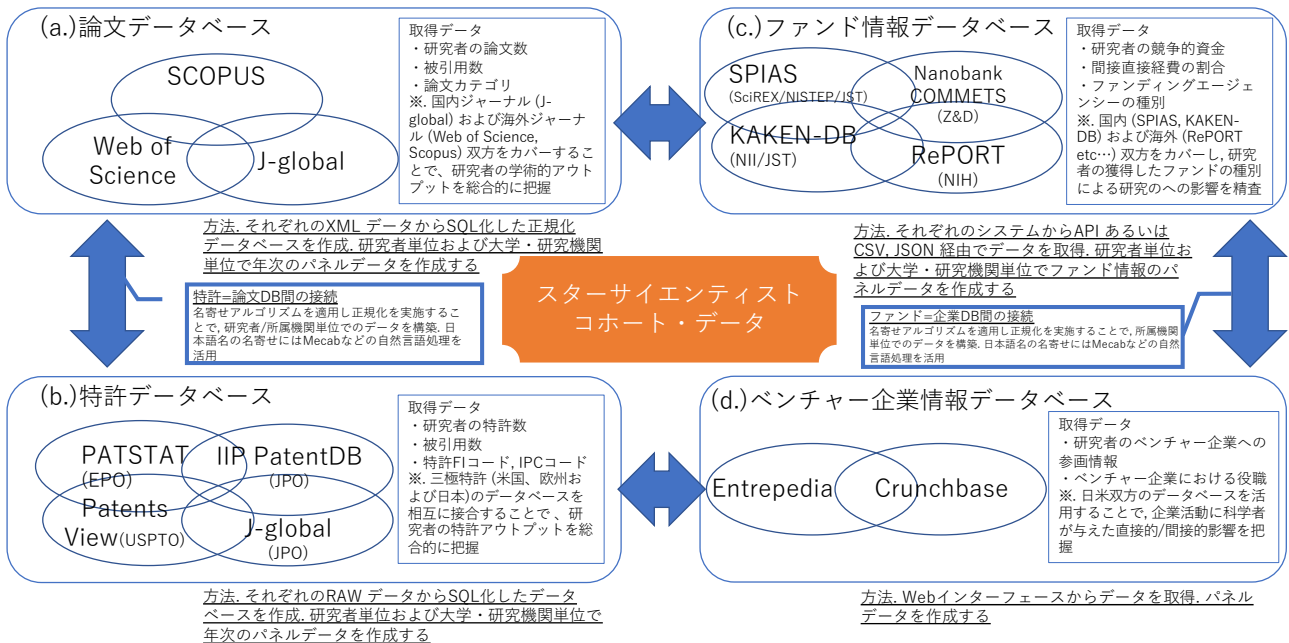 (a.)論文データベース
SCOPUS
Web of
Science
J-global
取得データ
・研究者の論文数
・被引用数
・論文カテゴリ
※. 国内ジャーナル (J-
global) および海外ジャーナ
ル (Web of Science,
Scopus) 双方をカバーするこ
とで、研究者の学術的アウト
プットを総合的に把握
方法. それぞれのXML データからSQL化した正規化
データベースを作成. 研究者単位および大学・研究機関
単位で年次のパネルデータを作成する
(c.)ファンド情報データベース
SPIAS
(SciREX/NISTEP/JST)
Nanobank
COMMETS
(Z&D)
KAKEN-DB
(NII/JST)
RePORT
(NIH)
取得データ
・研究者の競争的資金
・間接直接経費の割合
・ファンディングエージェ
ンシーの種別
※. 国内 (SPIAS, KAKEN-
DB) および海外 (RePORT
etc…) 双方をカバーし, 研究
者の獲得したファンドの種別
による研究のへの影響を精査
方法. それぞれのシステムからAPI あるいは
CSV, JSON 経由でデータを取得. 研究者単位お
よび大学・研究機関単位でファンド情報のパ
ネルデータを作成する
特許=論文DB間の接続
名寄せアルゴリズムを適用し正規化を実施するこ
とで, 研究者/所属機関単位でのデータを構築. 日
本語名の名寄せにはMecabなどの自然言語処理を
活用
スターサイエンティスト
コホート・データ
ファンド=企業DB間の接続
名寄せアルゴリズムを適用し正規化を実施することで, 所属機関
単位でのデータを構築. 日本語名の名寄せにはMecabなどの自然
言語処理を活用
(b.)特許データベース
PATSTAT
(EPO)
IIP PatentDB
(JPO)
Patents
View(USPTO)
J-global
(JPO)
取得データ
・研究者の特許数
・被引用数
・特許FIコード, IPCコード
※. 三極特許 (米国、欧州お
よび日本)のデータベースを
相互に接合することで 、研
究者の特許アウトプットを総
合的に把握
方法. それぞれのRAW データからSQL化したデータ
ベースを作成. 研究者単位および大学・研究機関単位で
年次のパネルデータを作成する
(d.)ベンチャー企業情報データベース
Entrepedia
Crunchbase
取得データ
・研究者のベンチャー企業への
参画情報
・ベンチャー企業における役職
※. 日米双方のデータベースを活
用することで, 企業活動に科学者
が与えた直接的/間接的影響を把
握
方法. Webインターフェースからデータを取得. パネル
データを作成する